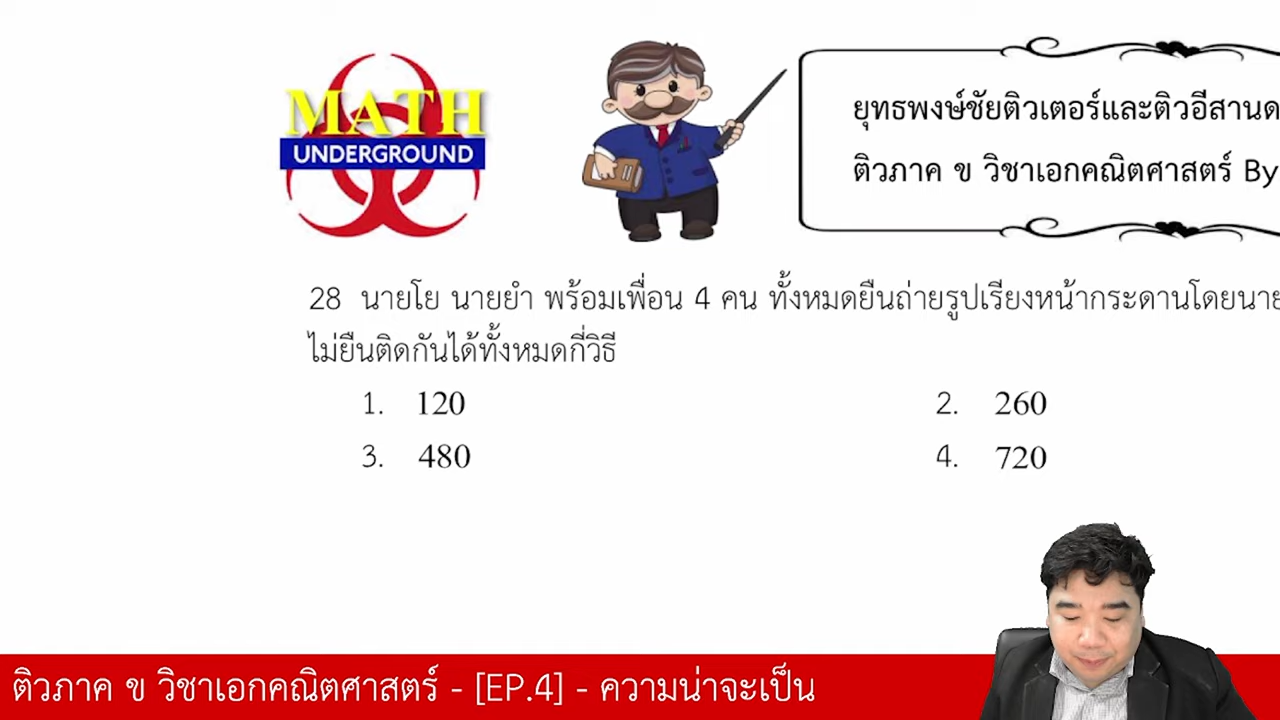 MATH
UNDERGROUND
ยุทธพงษ์ชัยติวเตอร์และติวอีสานด
ติวภาค ข วิชาเอกคณิตศาสตร์ By
28 นายโย นายยำ พร้อมเพื่อน 4 คน ทั้งหมดยืนถ่ายรูปเรียงหน้ากระดานโดยนาย
ไม่ยืนติดกันได้ทั้งหมดกี่วิธี
1. 120 2. 260
3. 480 4. 720
ติวภาค ข วิชาเอกคณิตศาสตร์ - [EP.4] - ความน่าจะเป็น